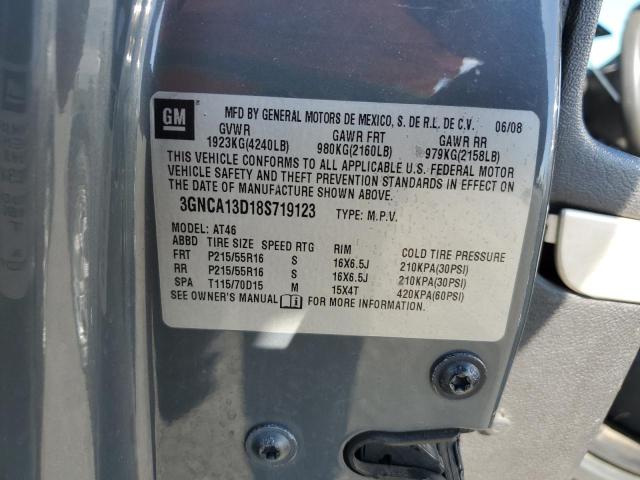 GM
MFD BY GENERAL MOTORS DE MEXICO, S. DE R.L. DE C.V. 06/08
GVWR GAWR FRT GAWR RR
1923KG(4240LB) 980KG(2160LB) 979KG(2158LB)
THIS VEHICLE CONFORMS TO ALL APPLICABLE U.S. FEDERAL MOTOR
VEHICLE SAFETY AND THEFT PREVENTION STANDARDS IN EFFECT ON
THE DATE OF MANUFACTURE SHOWN ABOVE.
3GNCA13D18S719123 TYPE: M.P.V.
MODEL: AT46
ABBD TIRE SIZE SPEED RTG RIM COLD TIRE PRESSURE
FRT P215/55R16 S 16X6.5J 210KPA(30PSI)
RR P215/55R16 S 16X6.5J 210KPA(30PSI)
SPA T115/70D15 M 15X4T 420KPA(60PSI)
SEE OWNER'S MANUAL FOR MORE INFORMATION.